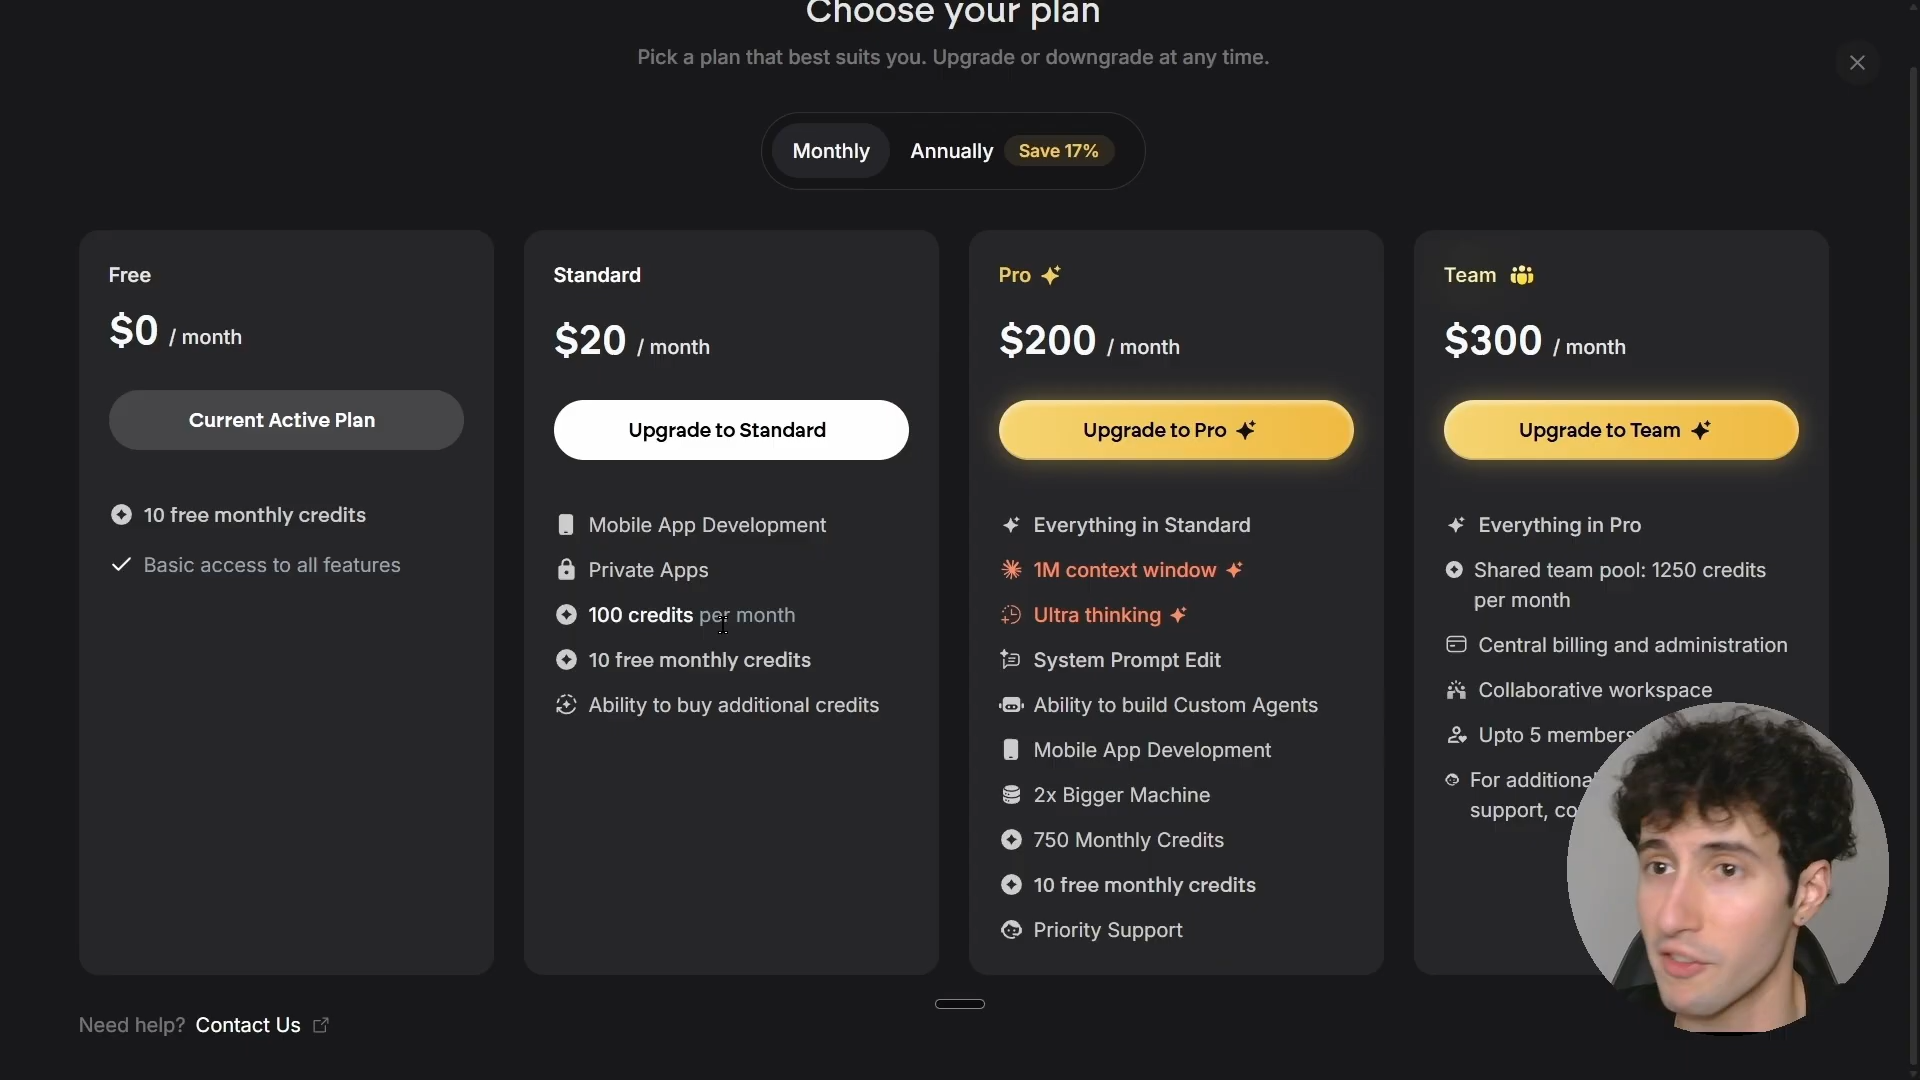 Choose your plan
Pick a plan that best suits you. Upgrade or downgrade at any time.
Monthly
Annually
Save 17%
Free
$0 / month
Current Active Plan
10 free monthly credits
Basic access to all features
Standard
$20 / month
Upgrade to Standard
Mobile App Development
Private Apps
100 credits per month
10 free monthly credits
Ability to buy additional credits
Pro
$200 / month
Upgrade to Pro
Everything in Standard
1M context window
Ultra thinking
System Prompt Edit
Ability to build Custom Agents
Mobile App Development
2x Bigger Machine
750 Monthly Credits
10 free monthly credits
Priority Support
Team
$300 / month
Upgrade to Team
Everything in Pro
Shared team pool: 1250 credits
per month
Central billing and administration
Collaborative workspace
Upto 5 members
For
support,
Need help? Contact Us